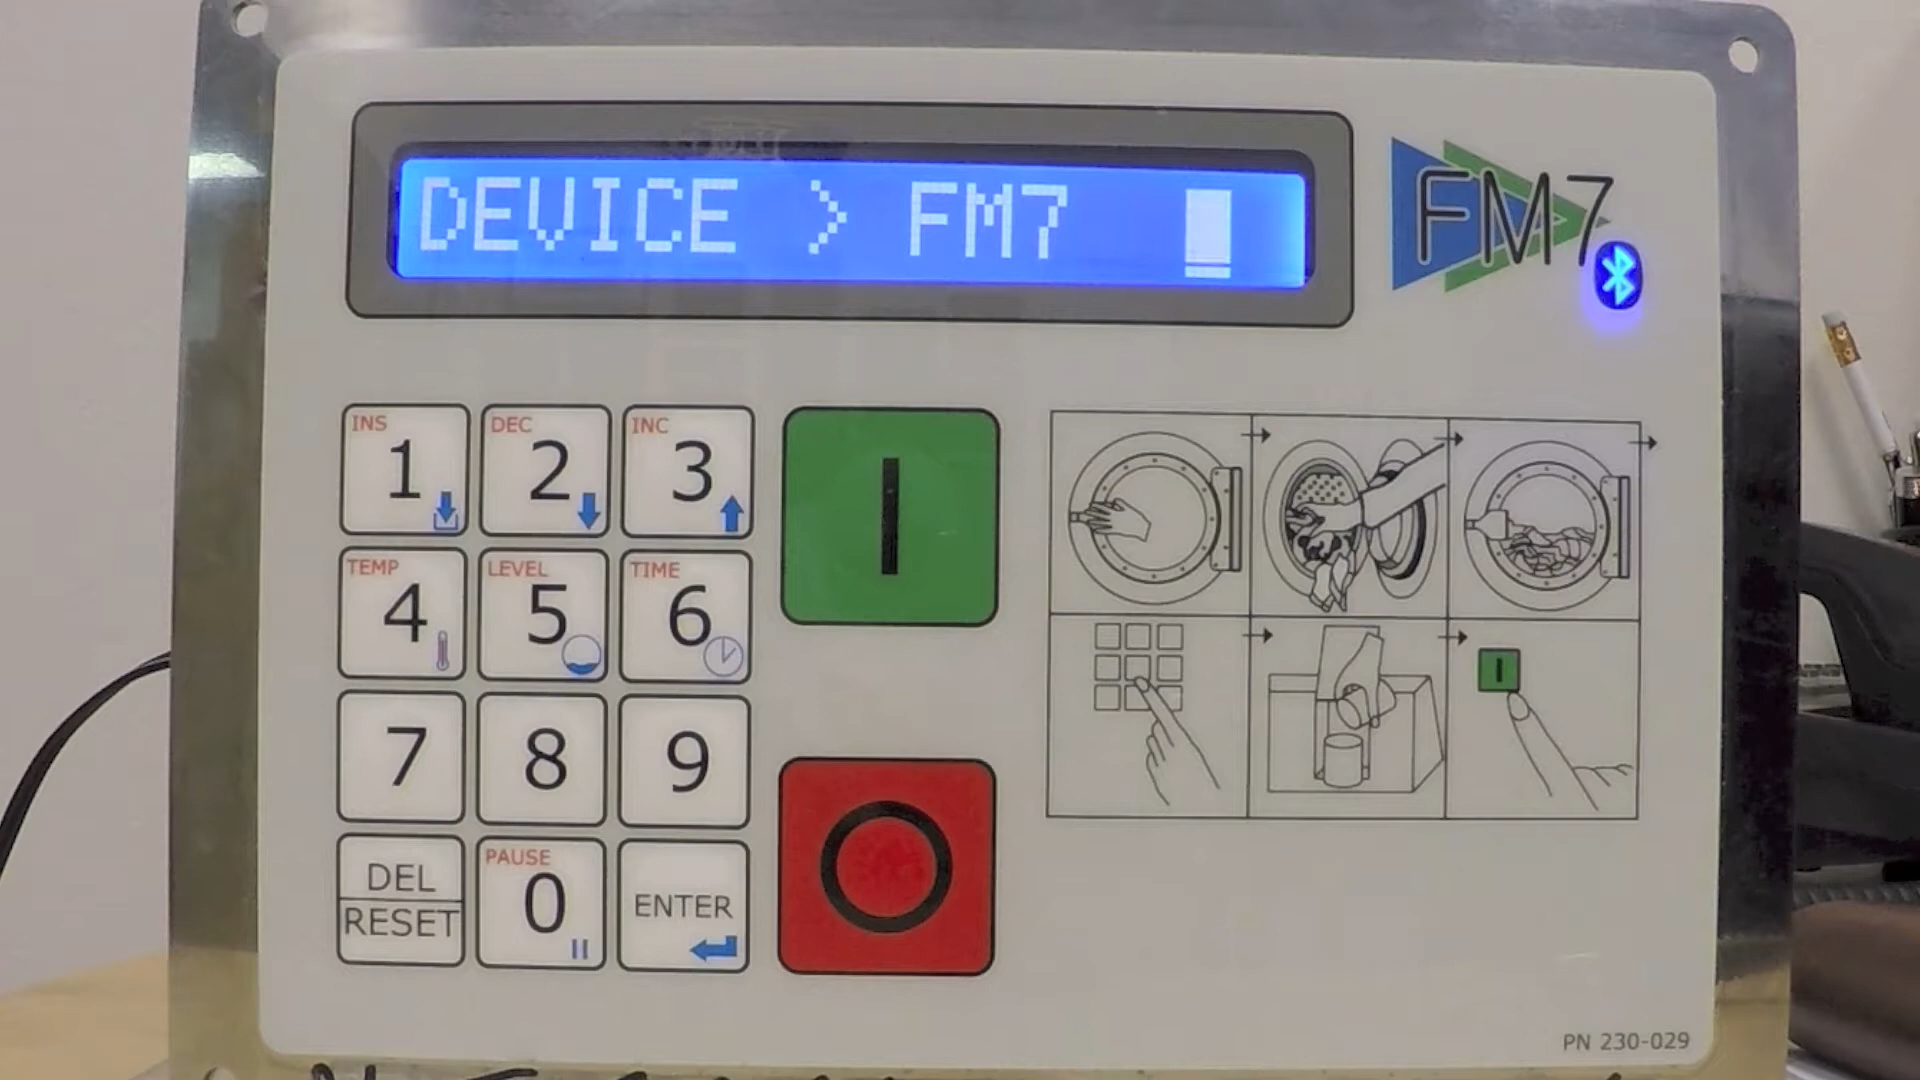 DEVICE > FM7
FM7
INS
1
DEC
2
INC
3
TEMP
4
LEVEL
5
TIME
6
7
8
9
DEL
RESET
PAUSE
0
ENTER
PN 230-029